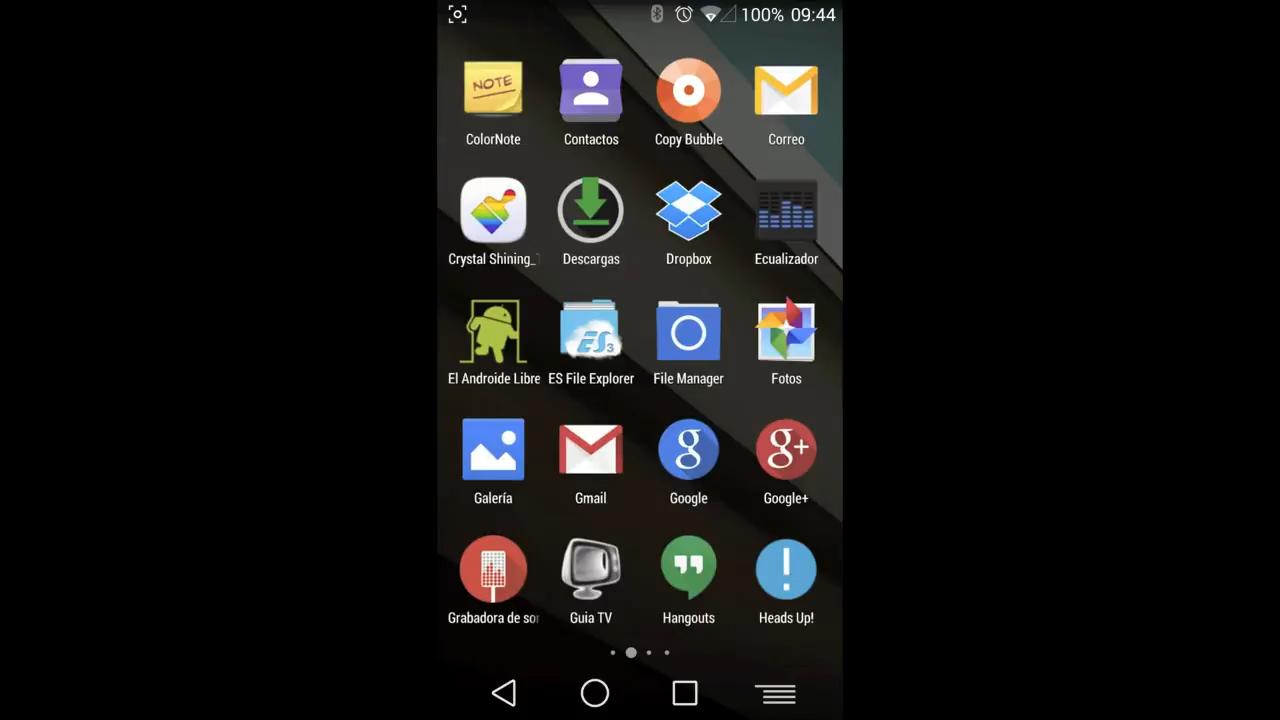 100% 09:44
NOTE
ColorNote Contactos Copy Bubble Correo
Crystal Shining_ Descargas Dropbox Ecualizador
ES3
El Androide Libre ES File Explorer File Manager Fotos
g g+
Galería Gmail Google Google+
Grabadora de so Guia TV Hangouts Heads Up!